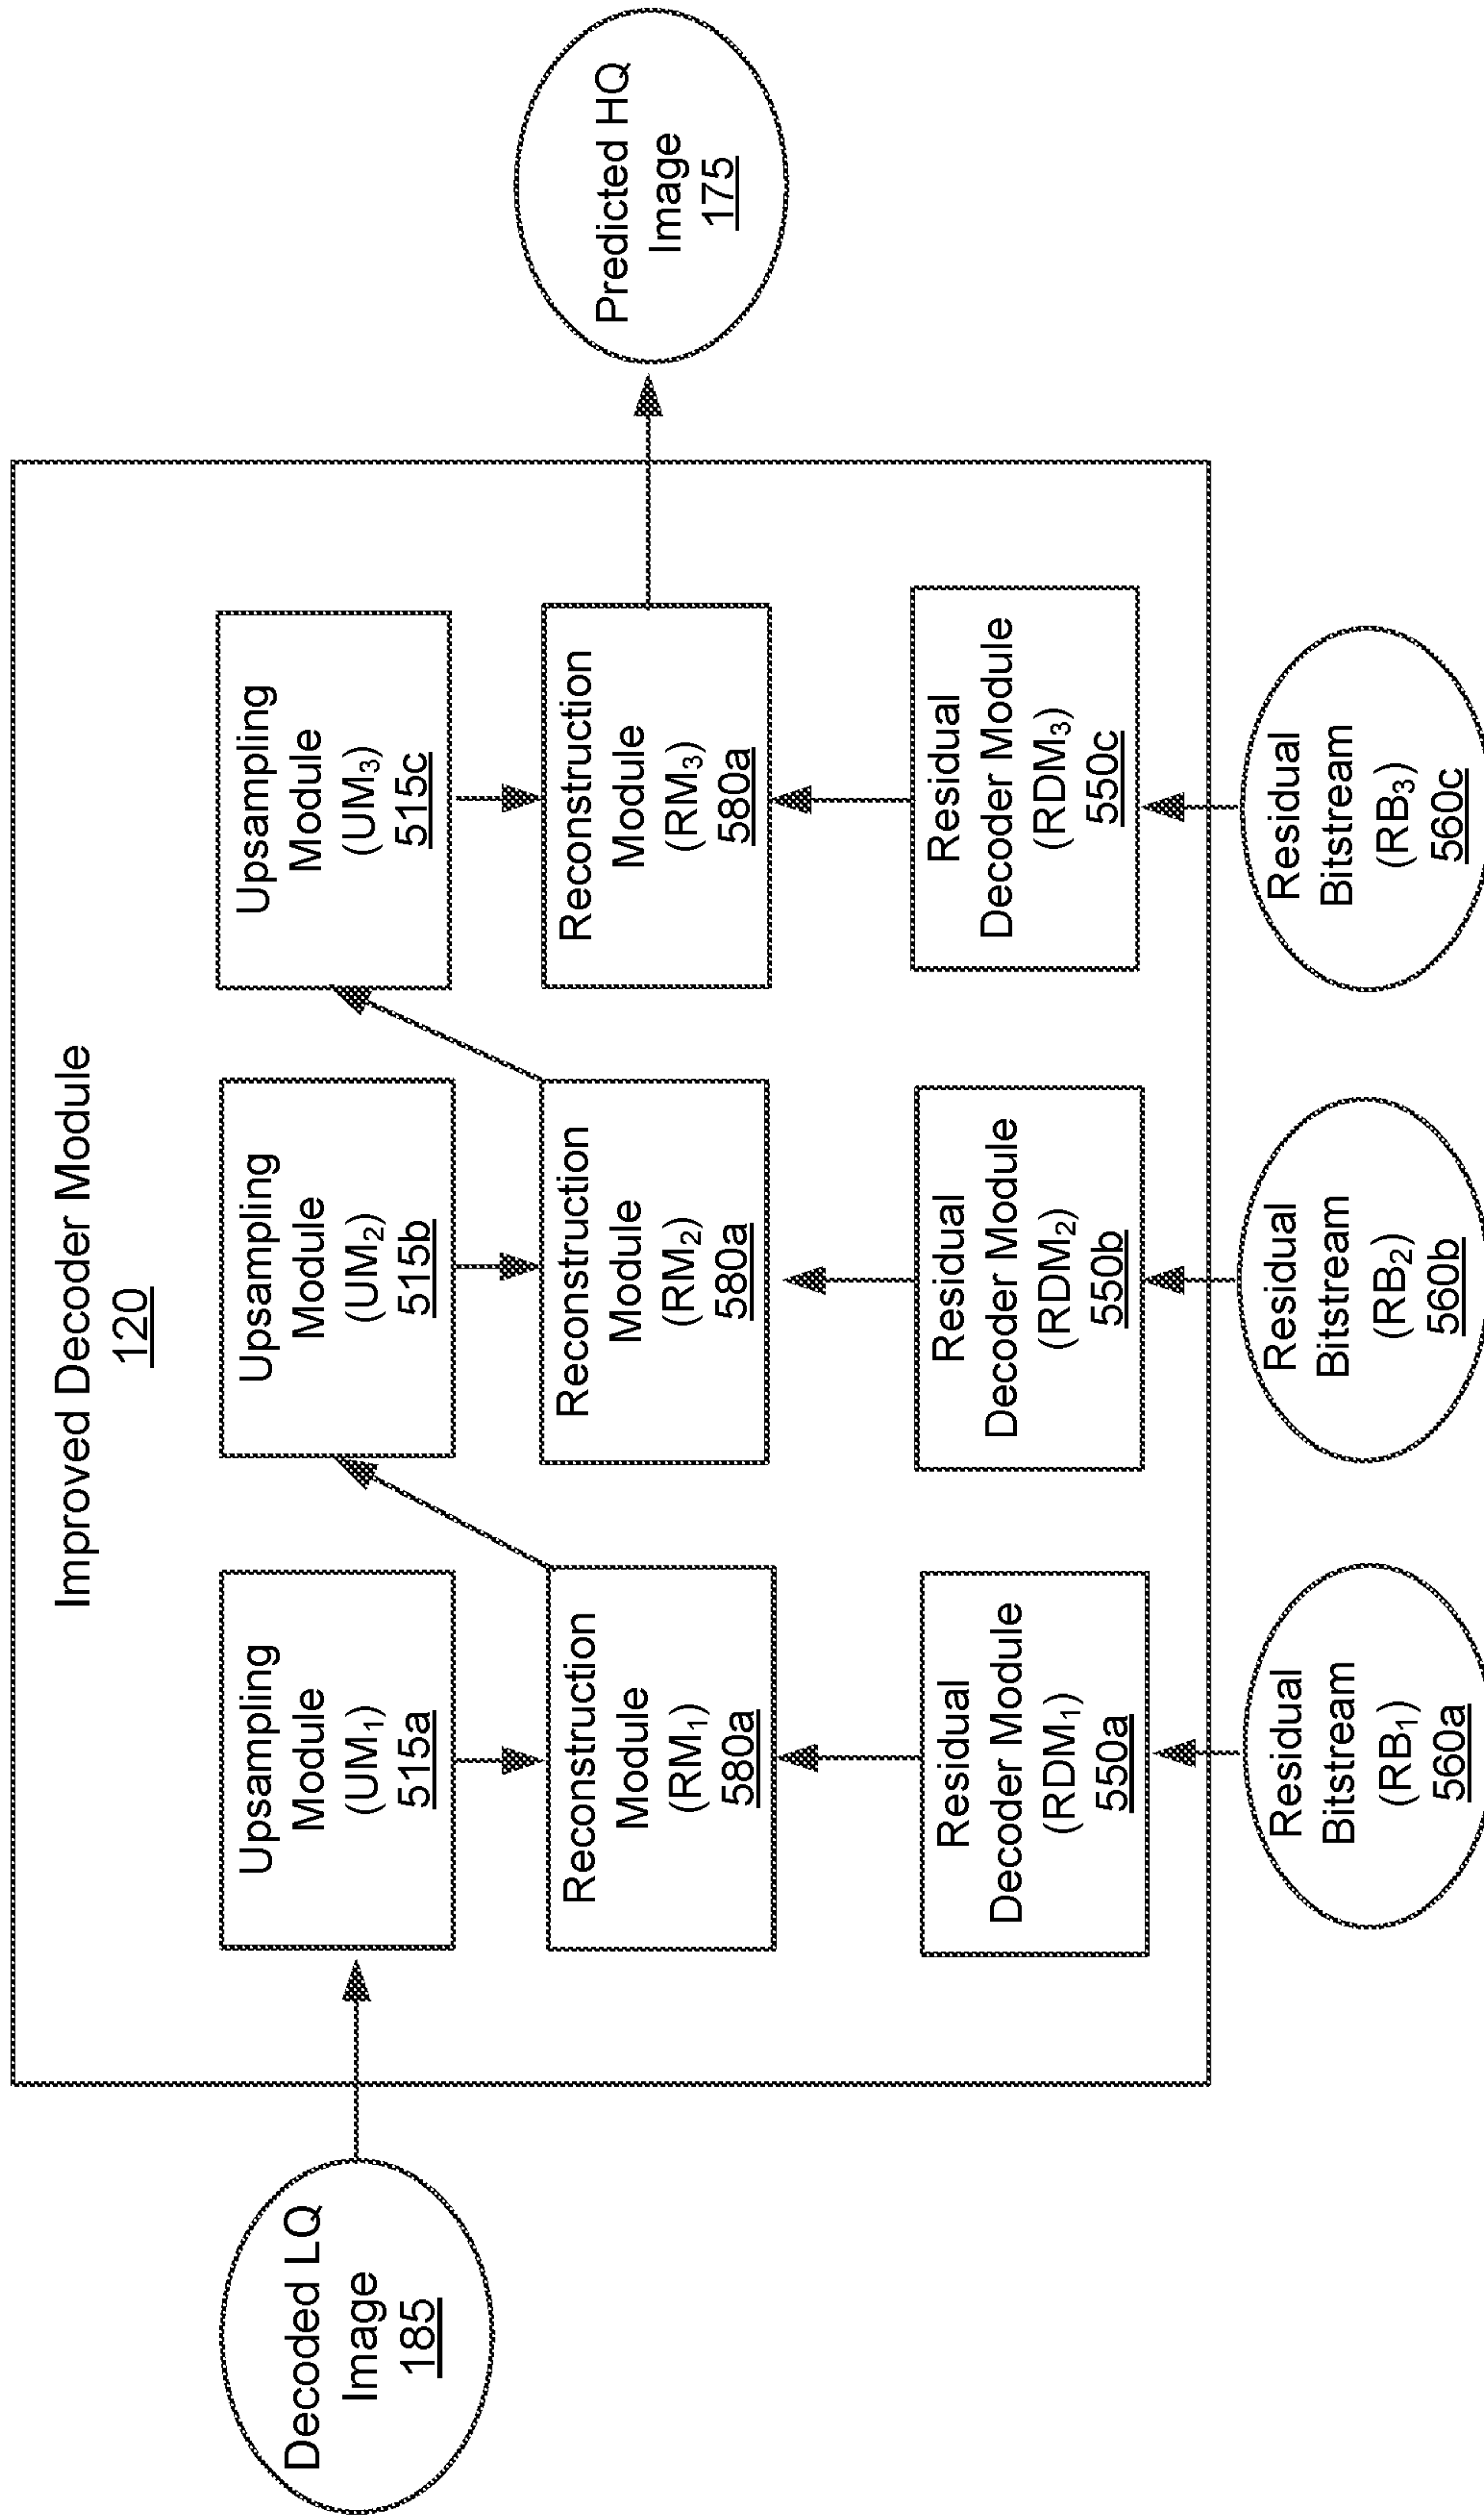 Improved Decoder Module
120
Decoded LQ
Image
185
Upsampling
Module
(UM₁)
515a
Upsampling
Module
(UM₂)
515b
Upsampling
Module
(UM₃)
515c
Reconstruction
Module
(RM₁)
580a
Reconstruction
Module
(RM₂)
580a
Reconstruction
Module
(RM₃)
580a
Predicted HQ
Image
175
Residual
Decoder Module
(RDM₁)
550a
Residual
Decoder Module
(RDM₂)
550b
Residual
Decoder Module
(RDM₃)
550c
Residual
Bitstream
(RB₁)
560a
Residual
Bitstream
(RB₂)
560b
Residual
Bitstream
(RB₃)
560c